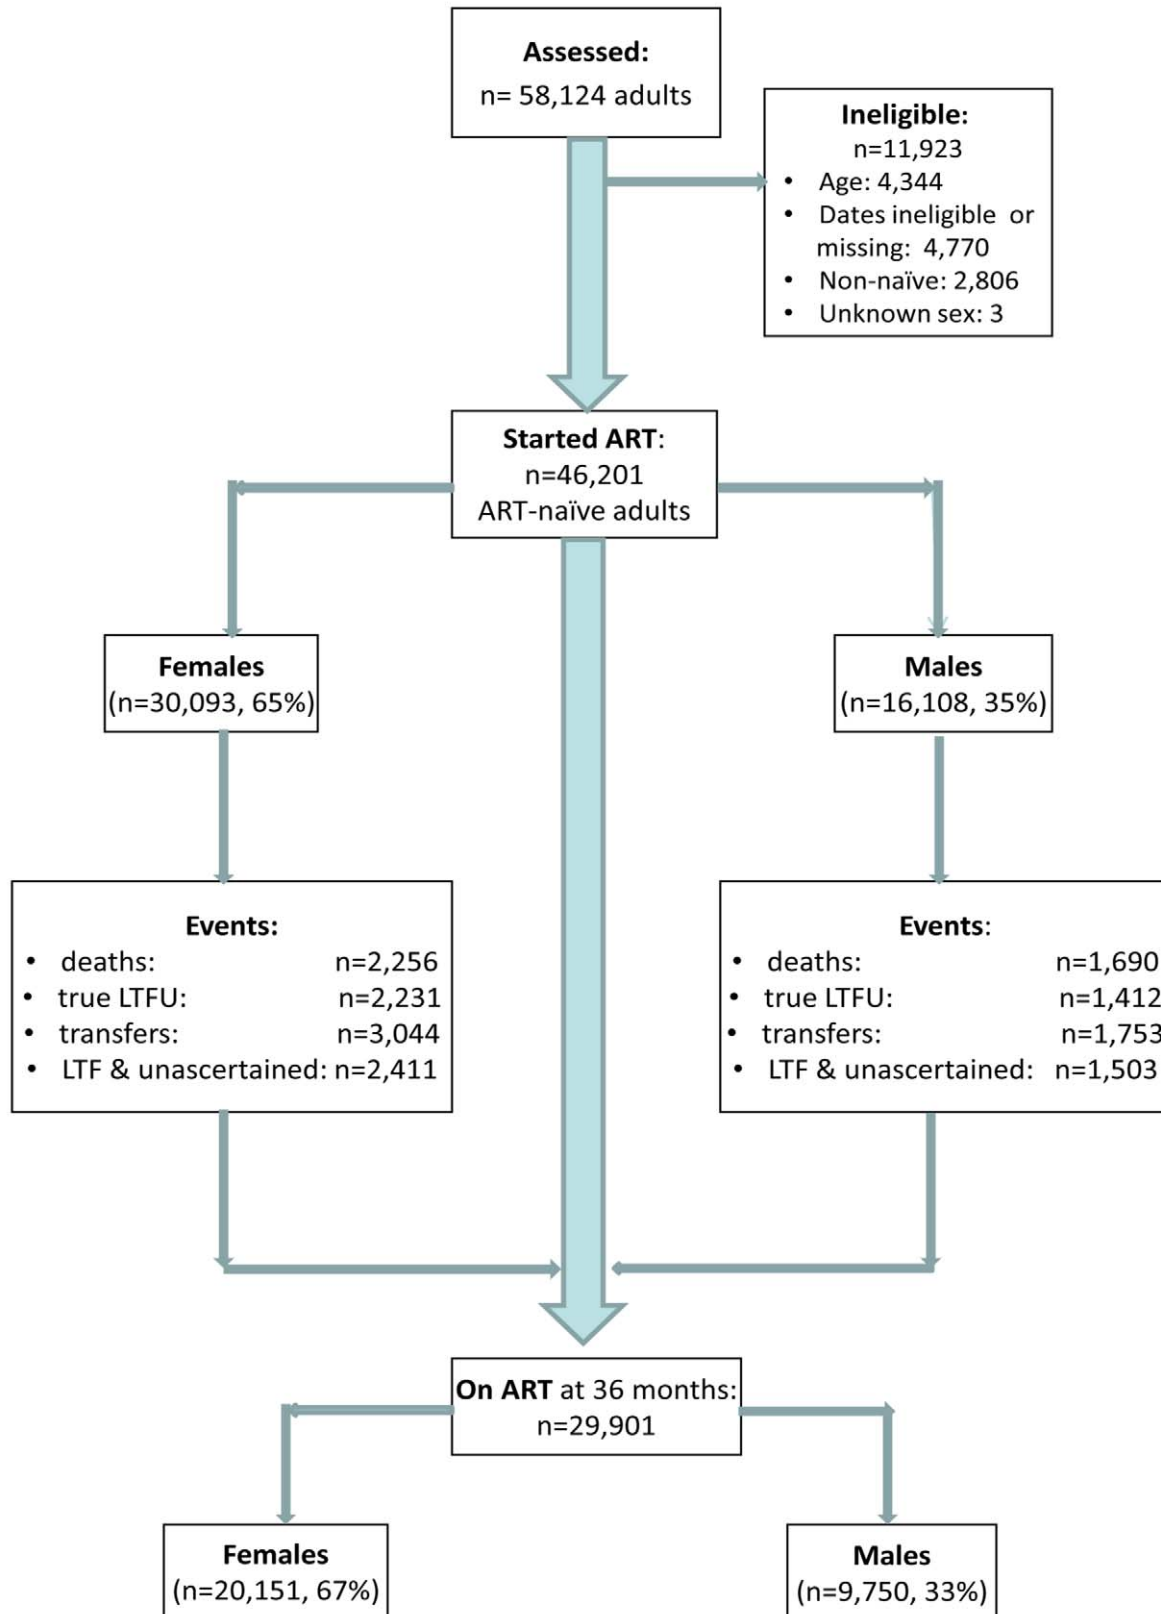 Assessed:
n= 58,124 adults
Ineligible:
n=11,923
• Age: 4,344
• Dates ineligible or
missing: 4,770
• Non-naïve: 2,806
• Unknown sex: 3
Started ART:
n=46,201
ART-naïve adults
Females
(n=30,093, 65%)
Males
(n=16,108, 35%)
Events:
• deaths: n=2,256
• true LTFU: n=2,231
• transfers: n=3,044
• LTF & unascertained: n=2,411
Events:
• deaths: n=1,690
• true LTFU: n=1,412
• transfers: n=1,753
• LTF & unascertained: n=1,503
On ART at 36 months:
n=29,901
Females
(n=20,151, 67%)
Males
(n=9,750, 33%)